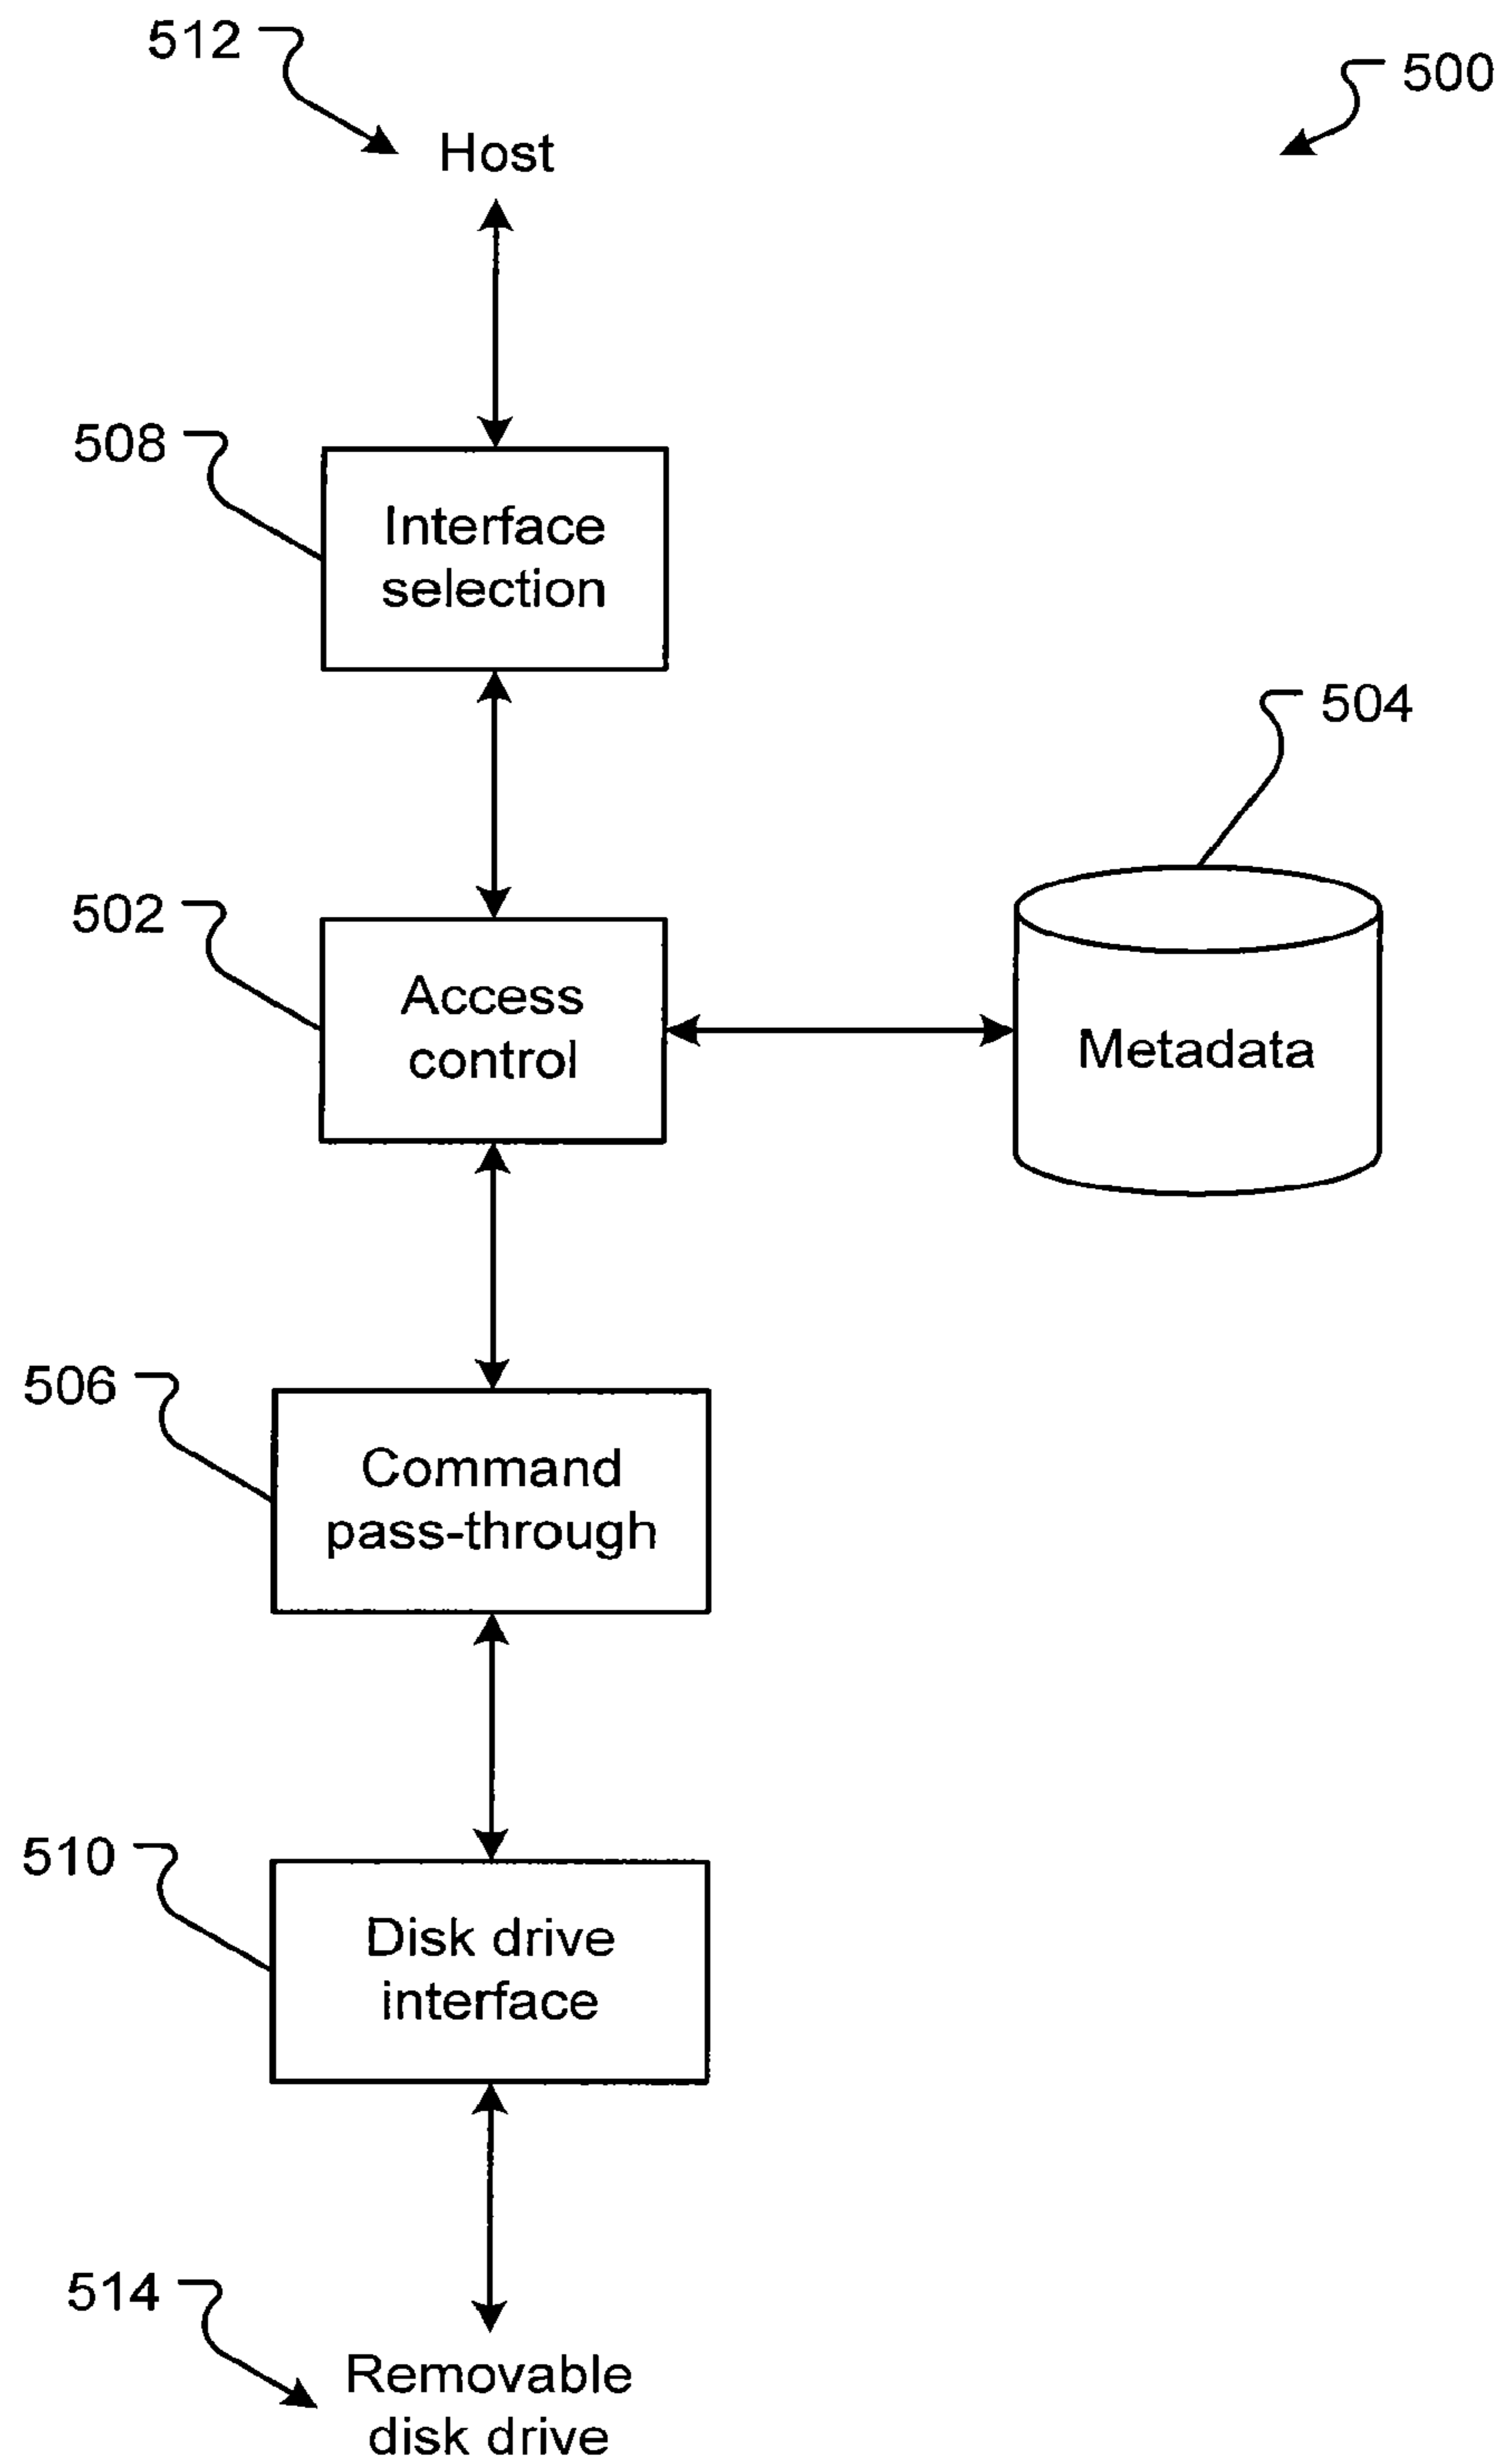 512
500
Host
508
Interface
selection
504
502
Access
control
Metadata
506
Command
pass-through
510
Disk drive
interface
514
Removable
disk drive